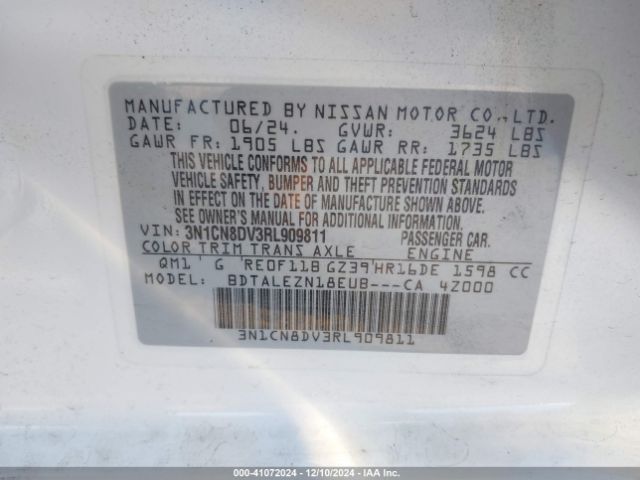 MANUFACTURED BY NISSAN MOTOR CO., LTD.
DATE: 06/24. GVWR: 3624 LBS
GAWR FR: 1905 LBS GAWR RR: 1735 LBS
THIS VEHICLE CONFORMS TO ALL APPLICABLE FEDERAL MOTOR
VEHICLE SAFETY, BUMPER AND THEFT PREVENTION STANDARDS
IN EFFECT ON THE DATE OF MANUFACTURE SHOWN ABOVE.
SEE OWNER'S MANUAL FOR ADDITIONAL INFORMATION.
VIN: 3N1CN8DV3RL909811 PASSENGER CAR.
COLOR TRIM TRANS AXLE ENGINE
QM1 G RE0F11B GZ39 HR16DE 1598 CC
MODEL: BDTALEZN18EUB---CA 4Z000
3N1CN8DV3RL909811
000-41072024 | 12/10/2024 | IAA Inc.